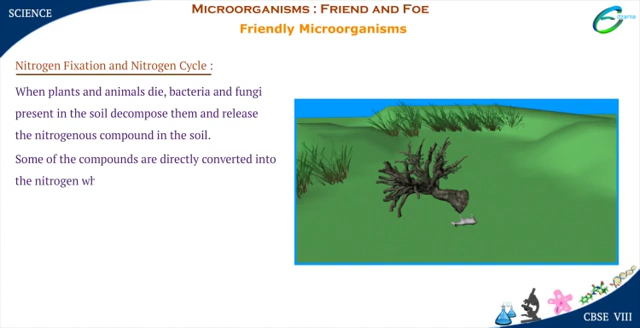 SCIENCE
MICROORGANISMS : FRIEND AND FOE
Friendly Microorganisms
Nitrogen Fixation and Nitrogen Cycle :
When plants and animals die, bacteria and fungi
present in the soil decompose them and release
the nitrogenous compound in the soil.
Some of the compounds are directly converted into
the nitrogen wh
CBSE VIII